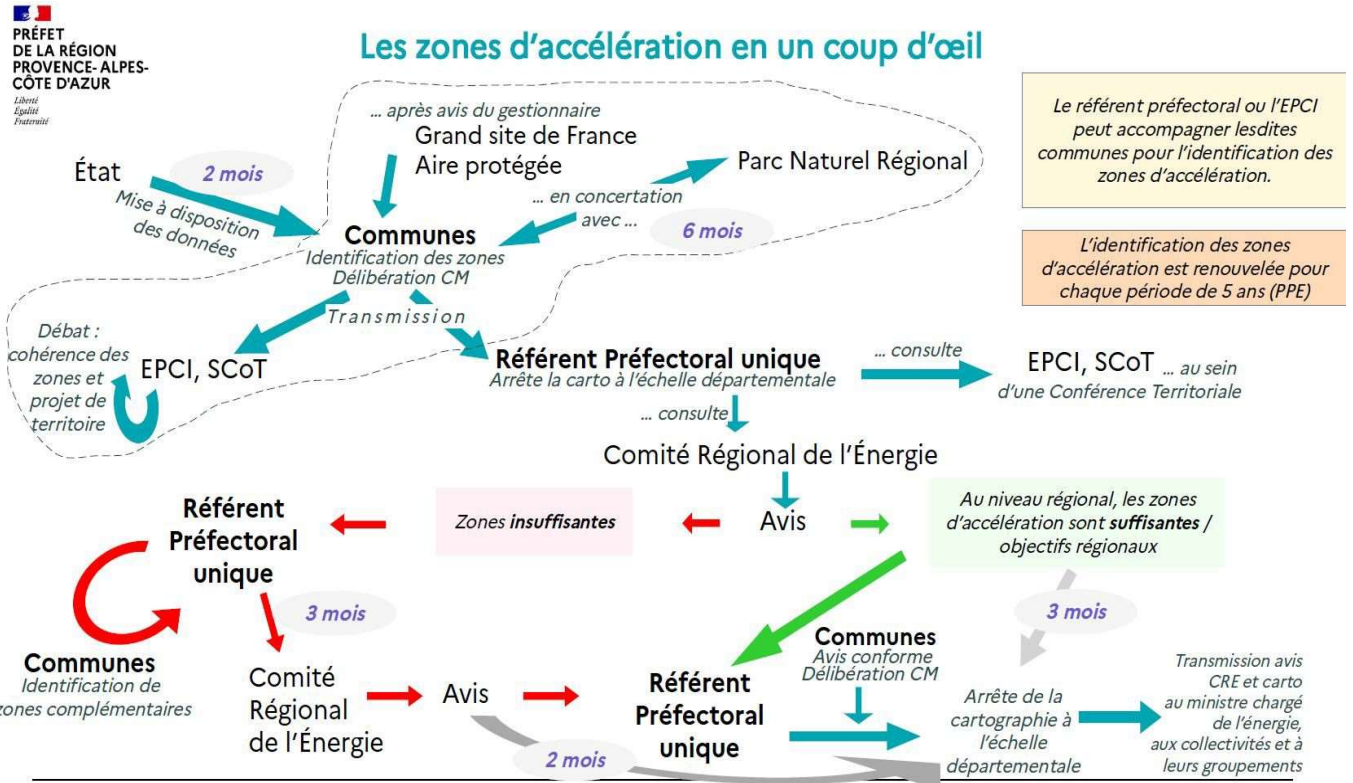 PRÉFET
DE LA RÉGION
PROVENCE- ALPES-
CÔTE D'AZUR
Liberté
Égalité
Fraternité
Les zones d'accélération en un coup d'œil
... après avis du gestionnaire
Grand site de France
Aire protégée
Parc Naturel Régional
État
2 mois
Mise à disposition
des données
... en concertation
avec ...
6 mois
Communes
Identification des zones
Délibération CM
Transmission
Le référent préfectoral ou l'EPCI
peut accompagner lesdites
communes pour l'identification des
zones d'accélération.
L'identification des zones
d'accélération est renouvelée pour
chaque période de 5 ans (PPE)
Débat :
cohérence des
zones et
projet de
territoire
EPCI, SCoT
Référent Préfectoral unique
Arrête la carto à l'échelle départementale
... consulte
EPCI, SCoT ... au sein
d'une Conférence Territoriale
... consulte
Comité Régional de l'Énergie
Avis
Zones insuffisantes
Au niveau régional, les zones
d'accélération sont suffisantes /
objectifs régionaux
Référent
Préfectoral
unique
3 mois
3 mois
Communes
Identification de
zones complémentaires
Comité
Régional
de l'Énergie
Avis
2 mois
Référent
Préfectoral
unique
Communes
Avis conforme
Délibération CM
Arrête de la
cartographie à
l'échelle
départementale
Transmission avis
CRE et carto
au ministre chargé
de l'énergie,
aux collectivités et à
leurs groupements